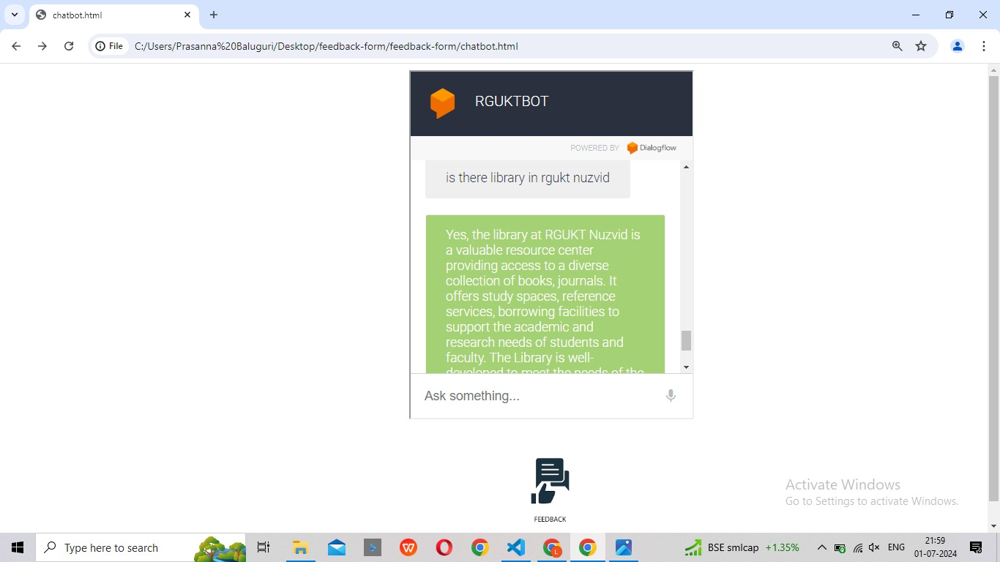 chatbot.html
File
C:/Users/Prasanna%20Baluguri/Desktop/feedback-form/feedback-form/chatbot.html
RGUKTBOT
POWERED BY Dialogflow
is there library in rgukt nuzvid
Yes, the library at RGUKT Nuzvid is
a valuable resource center
providing access to a diverse
collection of books, journals. It
offers study spaces, reference
services, borrowing facilities to
support the academic and
research needs of students and
faculty. The Library is well-
developed to meet the needs of the
Ask something...
FEEDBACK
Activate Windows
Go to Settings to activate Windows.
Type here to search
BSE smlcap +1.35%
ENG
21:59
01-07-2024